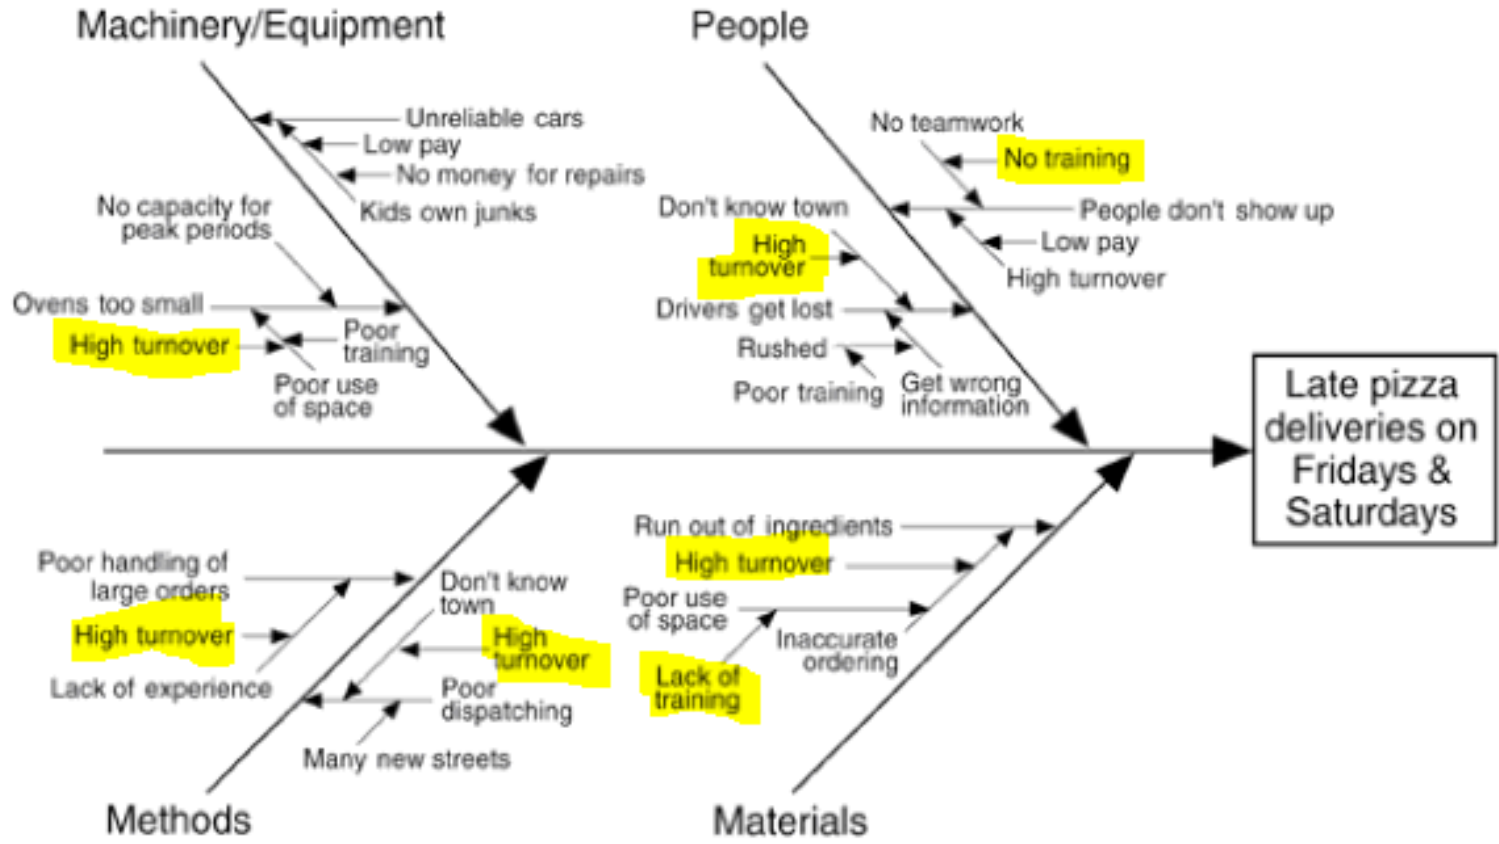 Machinery/Equipment
Unreliable cars
Low pay
No money for repairs
Kids own junks
No capacity for
peak periods
Ovens too small
High turnover
Poor
training
Poor use
of space
People
No teamwork
No training
People don't show up
Low pay
High turnover
Don't know town
High
turnover
Drivers get lost
Rushed
Poor training
Get wrong
information
Late pizza
deliveries on
Fridays &
Saturdays
Poor handling of
large orders
High turnover
Lack of experience
Don't know
town
High
turnover
Poor
dispatching
Many new streets
Methods
Run out of ingredients
High turnover
Poor use
of space
Lack of
training
Inaccurate
ordering
Materials